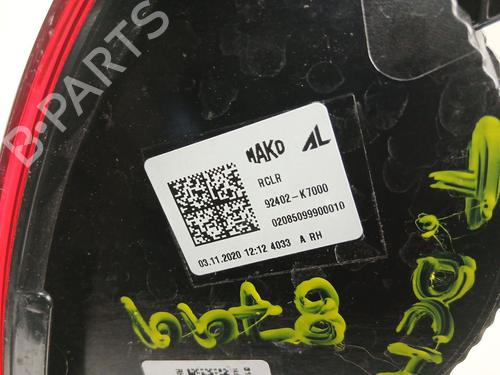 B-PARTS
MAKO AL
RCLR
92402-K7000
02085099900010
03.11.2020 12:12 4033 A RH